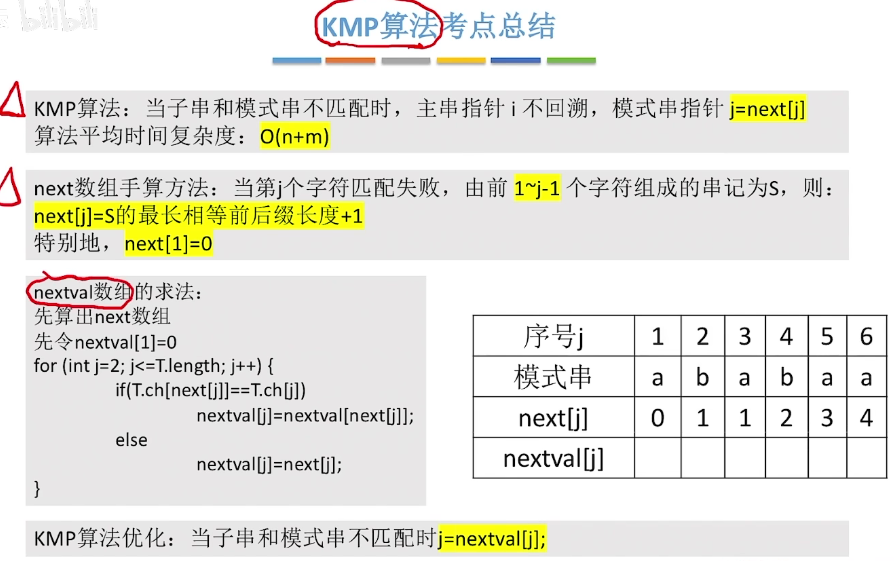 bilibili
KMP算法考点总结
KMP算法：当子串和模式串不匹配时，主串指针 i 不回溯，模式串指针 j=next[j]
算法平均时间复杂度：O(n+m)
next数组手算方法：当第j个字符匹配失败，由前 1~j-1 个字符组成的串记为S，则：
next[j]=S的最长相等前后缀长度+1
特别地，next[1]=0
nextval数组的求法：
先算出next数组
先令nextval[1]=0
for (int j=2; j<=T.length; j++) {
if(T.ch[next[j]]==T.ch[j])
nextval[j]=nextval[next[j]];
else
nextval[j]=next[j];
}
序号j 1 2 3 4 5 6
模式串 a b a b a a
next[j] 0 1 1 2 3 4
nextval[j]
KMP算法优化：当子串和模式串不匹配时j=nextval[j];